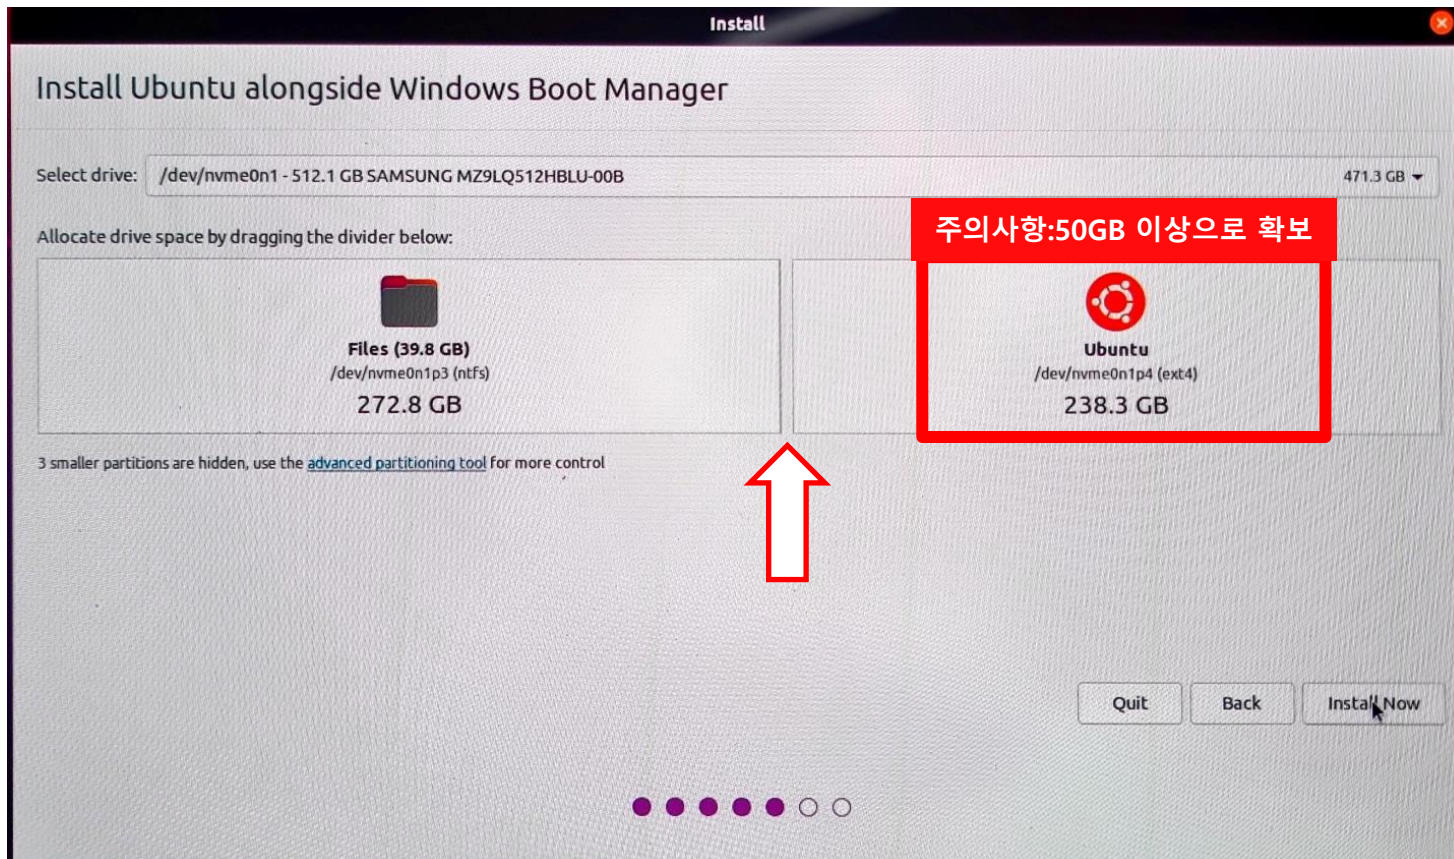 Install
Install Ubuntu alongside Windows Boot Manager
Select drive: /dev/nvme0n1 - 512.1 GB SAMSUNG MZ9LQ512HBLU-00B 471.3 GB
주의사항:50GB 이상으로 확보
Allocate drive space by dragging the divider below:
Files (39.8 GB)
/dev/nvme0n1p3 (ntfs)
272.8 GB
Ubuntu
/dev/nvme0n1p4 (ext4)
238.3 GB
3 smaller partitions are hidden, use the advanced partitioning tool for more control
Quit Back Install Now